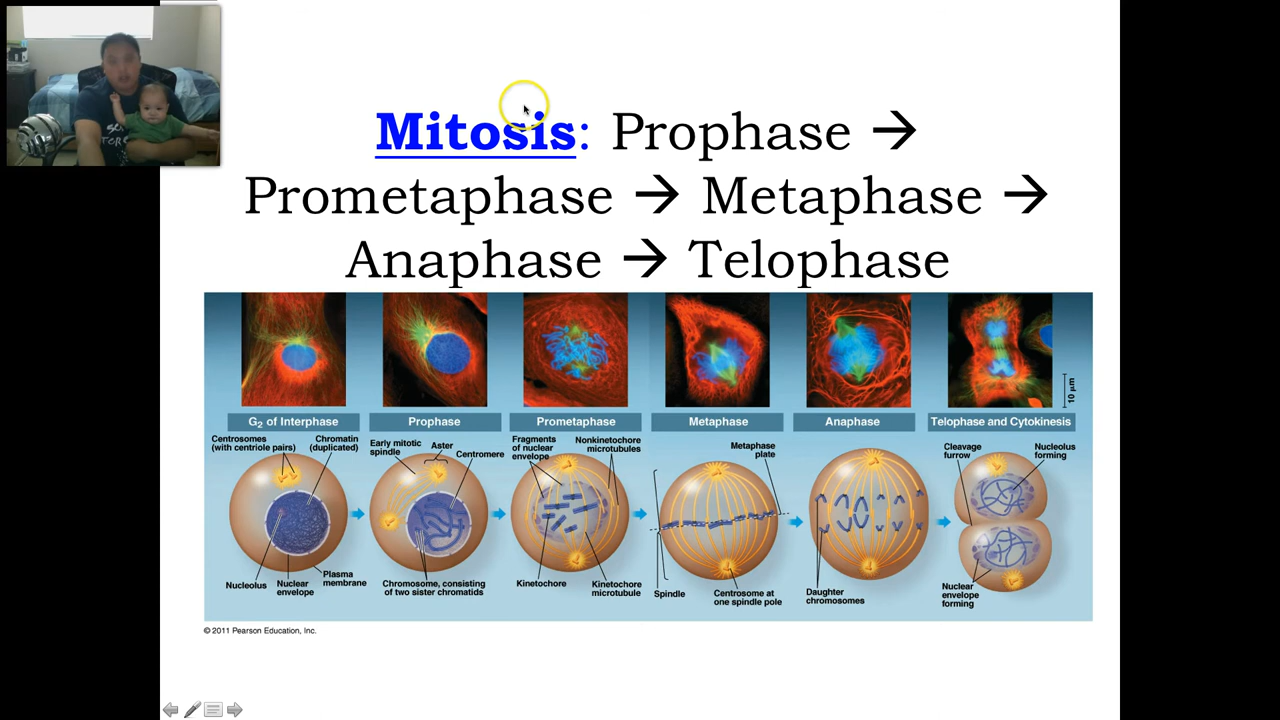 Mitosis: Prophase →
Prometaphase → Metaphase →
Anaphase → Telophase
10 µm
G2 of Interphase
Prophase
Prometaphase
Metaphase
Anaphase
Telophase and Cytokinesis
Centrosomes
(with centriole pairs)
Chromatin
(duplicated)
Early mitotic
spindle
Aster
Centromere
Fragments
of nuclear
envelope
Nonkinetochore
microtubules
Metaphase
plate
Cleavage
furrow
Nucleolus
forming
Nucleolus
Nuclear
envelope
Plasma
membrane
Chromosome, consisting
of two sister chromatids
Kinetochore
Kinetochore
microtubule
Spindle
Centrosome at
one spindle pole
Daughter
chromosomes
Nuclear
envelope
forming
© 2011 Pearson Education, Inc.